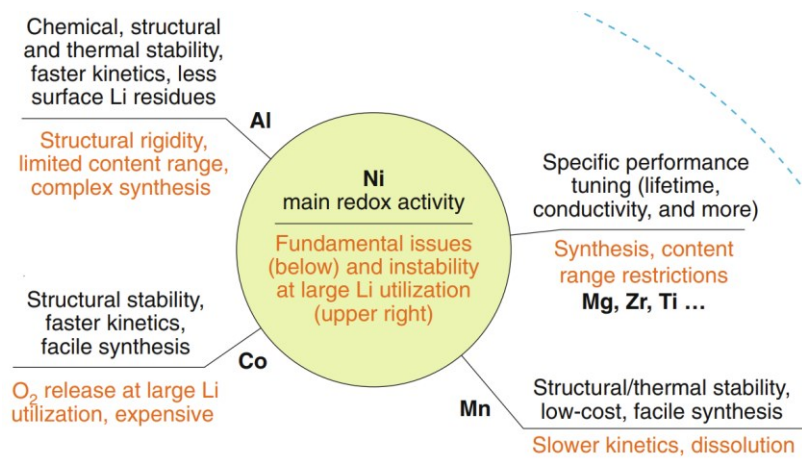 Chemical, structural
and thermal stability,
faster kinetics, less
surface Li residues
Al
Structural rigidity,
limited content range,
complex synthesis
Ni
main redox activity
Fundamental issues
(below) and instability
at large Li utilization
(upper right)
Specific performance
tuning (lifetime,
conductivity, and more)
Synthesis, content
range restrictions
Mg, Zr, Ti ...
Structural stability,
faster kinetics,
facile synthesis
Co
O₂ release at large Li
utilization, expensive
Mn
Structural/thermal stability,
low-cost, facile synthesis
Slower kinetics, dissolution